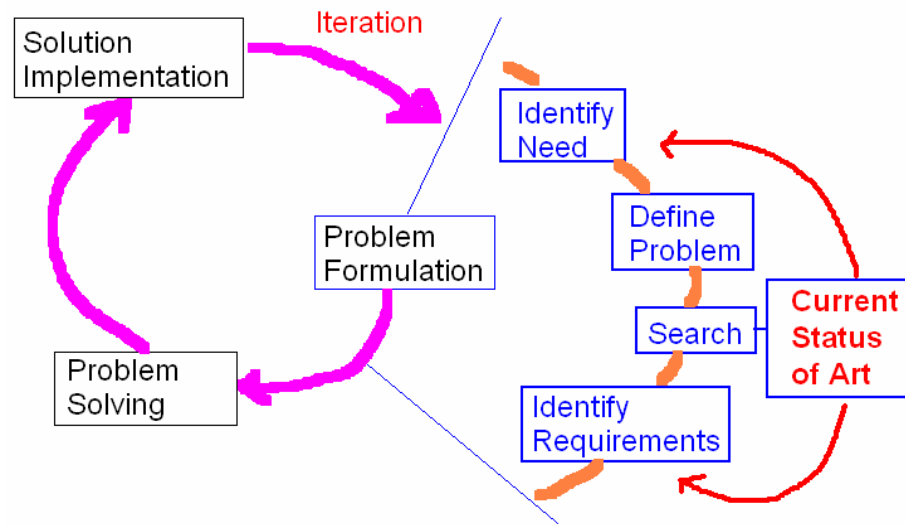 Iteration
Solution
Implementation
Identify
Need
Problem
Formulation
Define
Problem
Search
Current
Status
of Art
Problem
Solving
Identify
Requirements